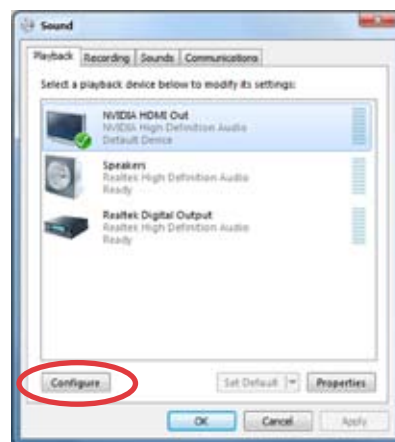 Sound
Playback Recording Sounds Communications
Select a playback device below to modify its settings:
NVIDIA HDMI Out
NVIDIA High Definition Audio
Default Device
Speakers
Realtek High Definition Audio
Ready
Realtek Digital Output
Realtek High Definition Audio
Ready
Configure Set Default Properties
OK Cancel Apply